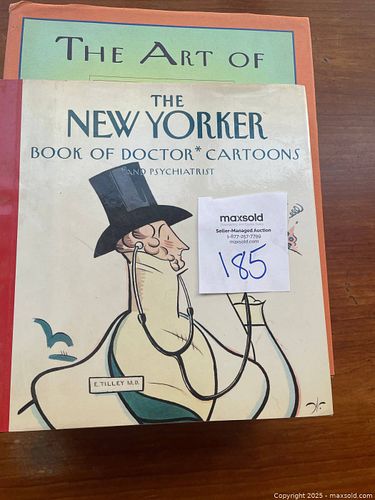 THE ART OF
THE
NEW YORKER
BOOK OF DOCTOR* CARTOONS
*AND PSYCHIATRIST
maxsold
Seller-Managed Auction
1-877-257-7759
maxsold.com
185
E. TILLEY M.D.
Copyright © 2025 - maxsold.com